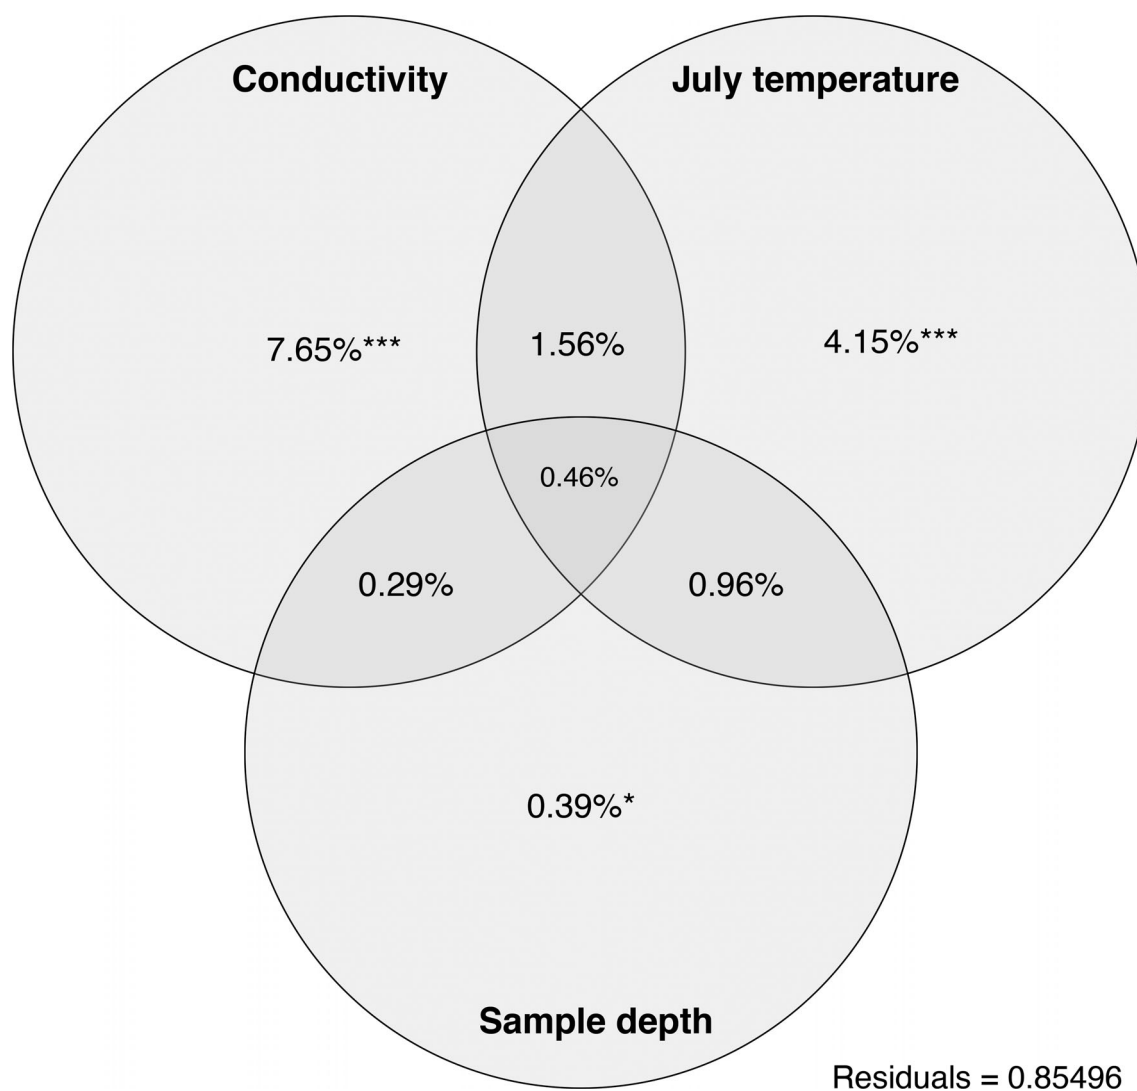 Conductivity
July temperature
7.65%***
1.56%
4.15%***
0.46%
0.29%
0.96%
0.39%*
Sample depth
Residuals = 0.85496